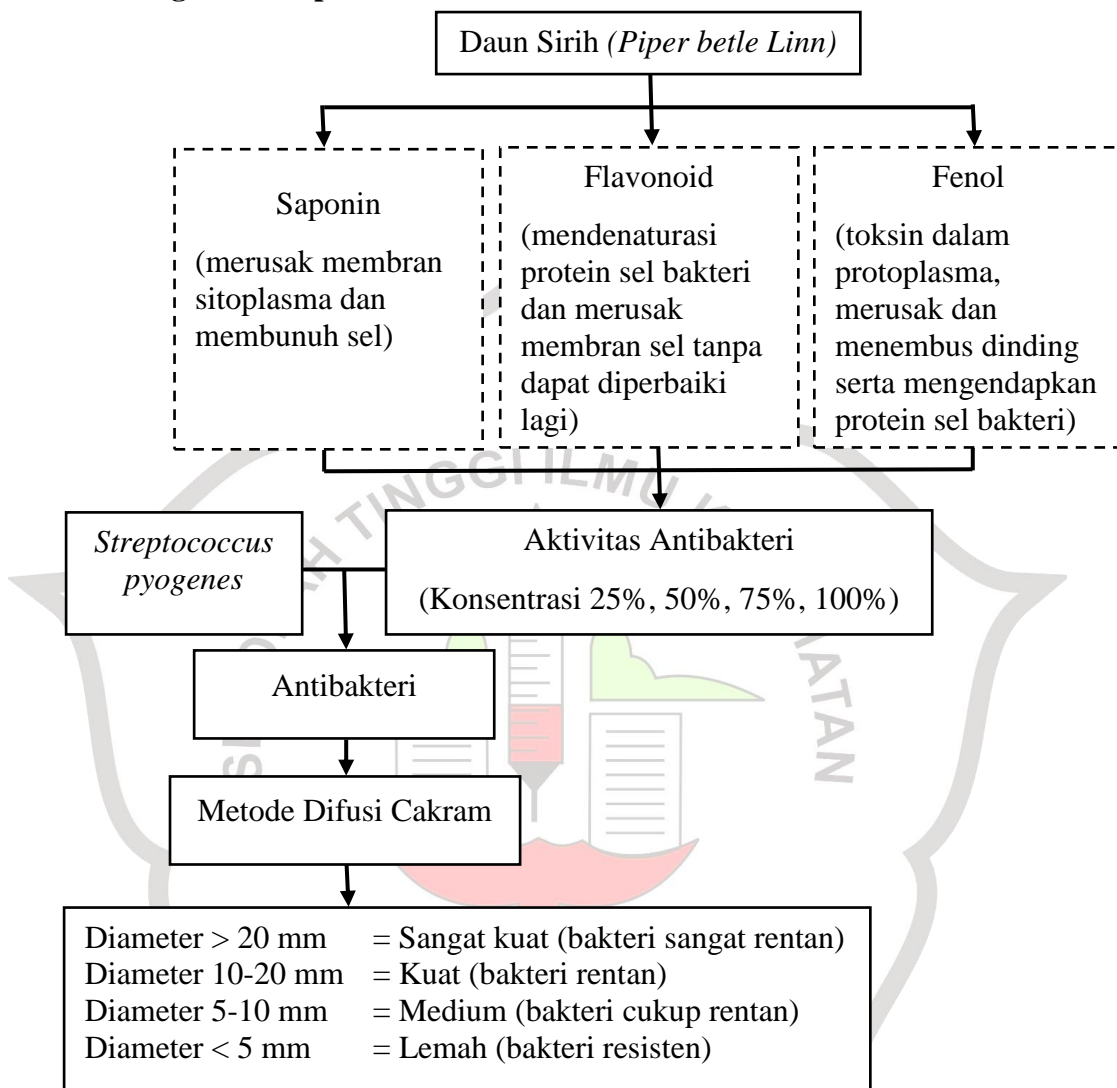 Daun Sirih (Piper betle Linn)
Saponin
(merusak membran
sitoplasma dan
membunuh sel)
Flavonoid
(mendenaturasi
protein sel bakteri
dan merusak
membran sel tanpa
dapat diperbaiki
lagi)
Fenol
(toksin dalam
protoplasma,
merusak dan
menembus dinding
serta mengendapkan
protein sel bakteri)
TINGGI ILMU
Streptococcus
pyogenes
Aktivitas Antibakteri
(Konsentrasi 25%, 50%, 75%, 100%)
Antibakteri
Metode Difusi Cakram
Diameter > 20 mm = Sangat kuat (bakteri sangat rentan)
Diameter 10-20 mm = Kuat (bakteri rentan)
Diameter 5-10 mm = Medium (bakteri cukup rentan)
Diameter < 5 mm = Lemah (bakteri resisten)